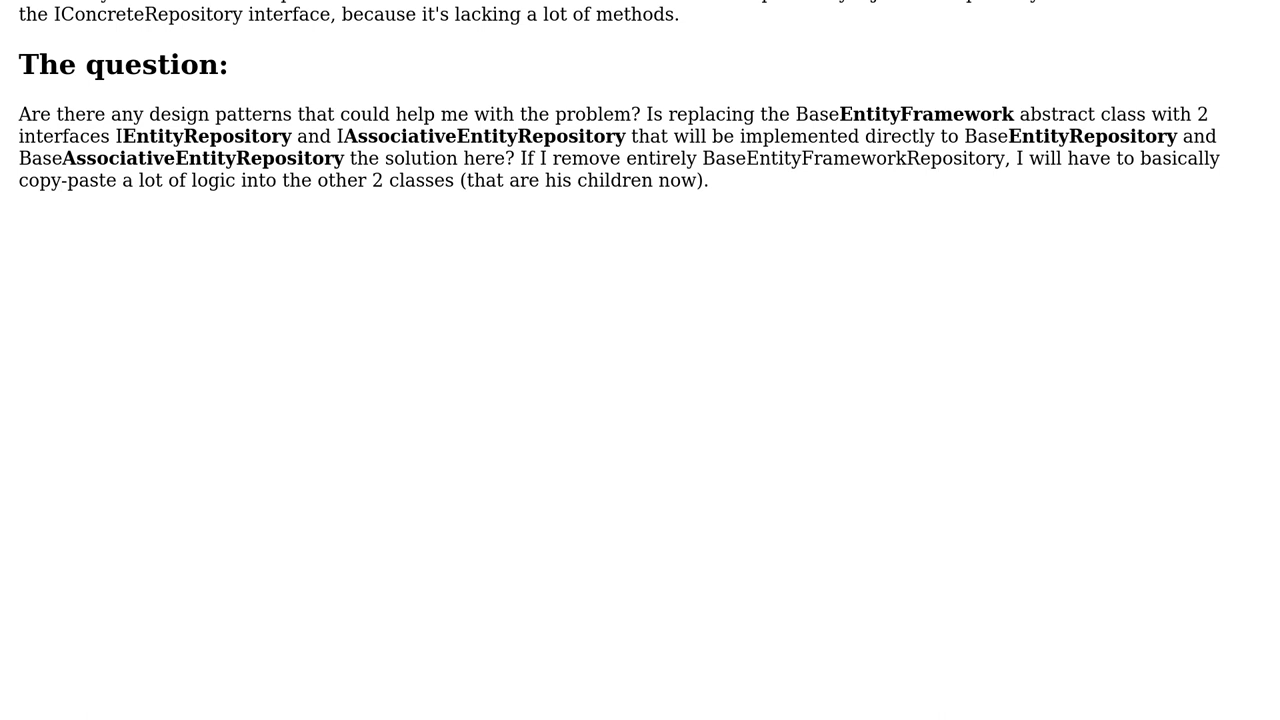 the IConcreteRepository interface, because it's lacking a lot of methods.
The question:
Are there any design patterns that could help me with the problem? Is replacing the BaseEntityFramework abstract class with 2
interfaces IEntityRepository and IAssociativeEntityRepository that will be implemented directly to BaseEntityRepository and
BaseAssociativeEntityRepository the solution here? If I remove entirely BaseEntityFrameworkRepository, I will have to basically
copy-paste a lot of logic into the other 2 classes (that are his children now).